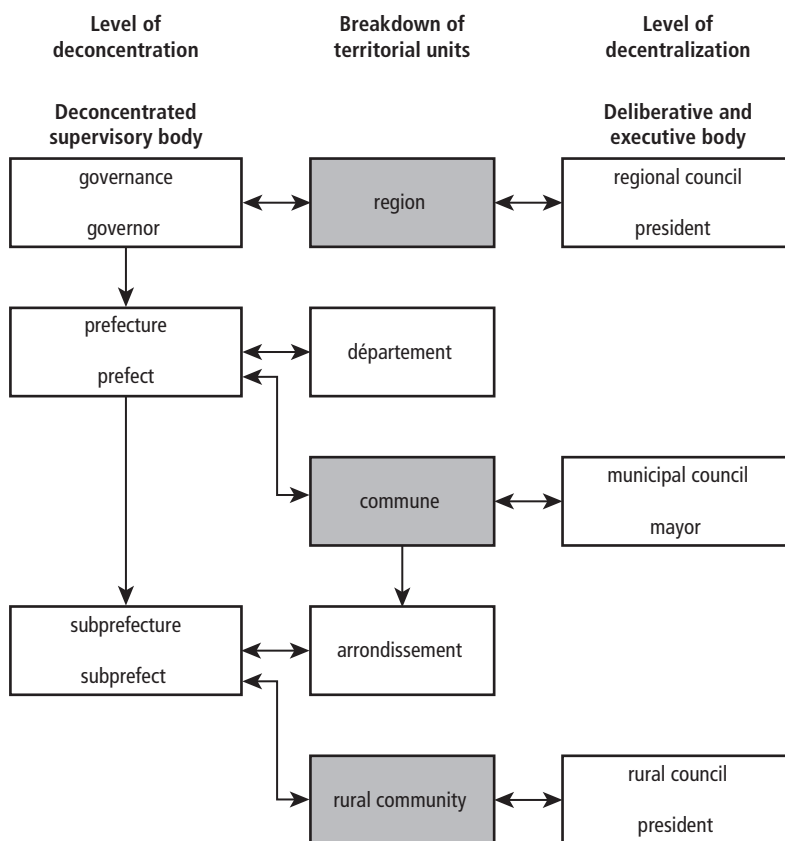 Level of
deconcentration
Breakdown of
territorial units
Level of
decentralization
Deconcentrated
supervisory body
Deliberative and
executive body
governance
governor
region
regional council
president
prefecture
prefect
département
commune
municipal council
mayor
subprefecture
subprefect
arrondissement
rural community
rural council
president